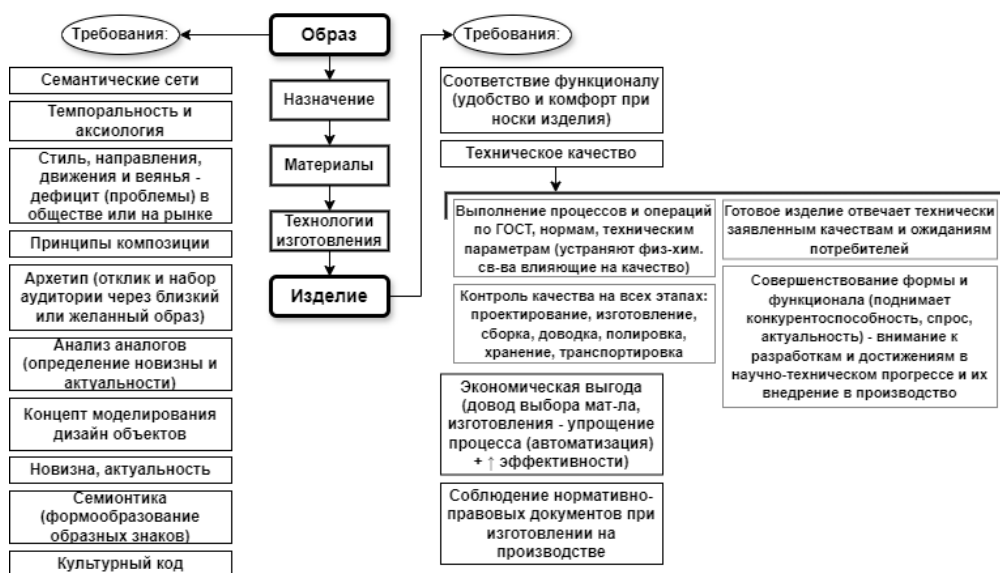 Требования:
Образ
Требования:
Семантические сети
Темпоральность и
аксиология
Стиль, направления,
движения и веянья -
дефицит (проблемы) в
обществе или на рынке
Принципы композиции
Архетип (отклик и набор
аудитории через близкий
или желанный образ)
Анализ аналогов
(определение новизны и
актуальности)
Концепт моделирования
дизайн объектов
Новизна, актуальность
Семионтика
(формообразование
образных знаков)
Культурный код
Назначение
Материалы
Технологии
изготовления
Изделие
Соответствие функционалу
(удобство и комфорт при
носки изделия)
Техническое качество
Выполнение процессов и операций
по ГОСТ, нормам, техническим
параметрам (устраняют физ-хим.
св-ва влияющие на качество)
Контроль качества на всех этапах:
проектирование, изготовление,
сборка, доводка, полировка,
хранение, транспортировка
Готовое изделие отвечает технически
заявленным качествам и ожиданиям
потребителей
Совершенствование формы и
функционала (поднимает
конкурентоспособность, спрос,
актуальность) - внимание к
разработкам и достижениям в
научно-техническом прогрессе и их
внедрение в производство
Экономическая выгода
(довод выбора мат-ла,
изготовления - упрощение
процесса (автоматизация)
+ ↑ эффективности)
Соблюдение нормативно-
правовых документов при
изготовлении на
производстве